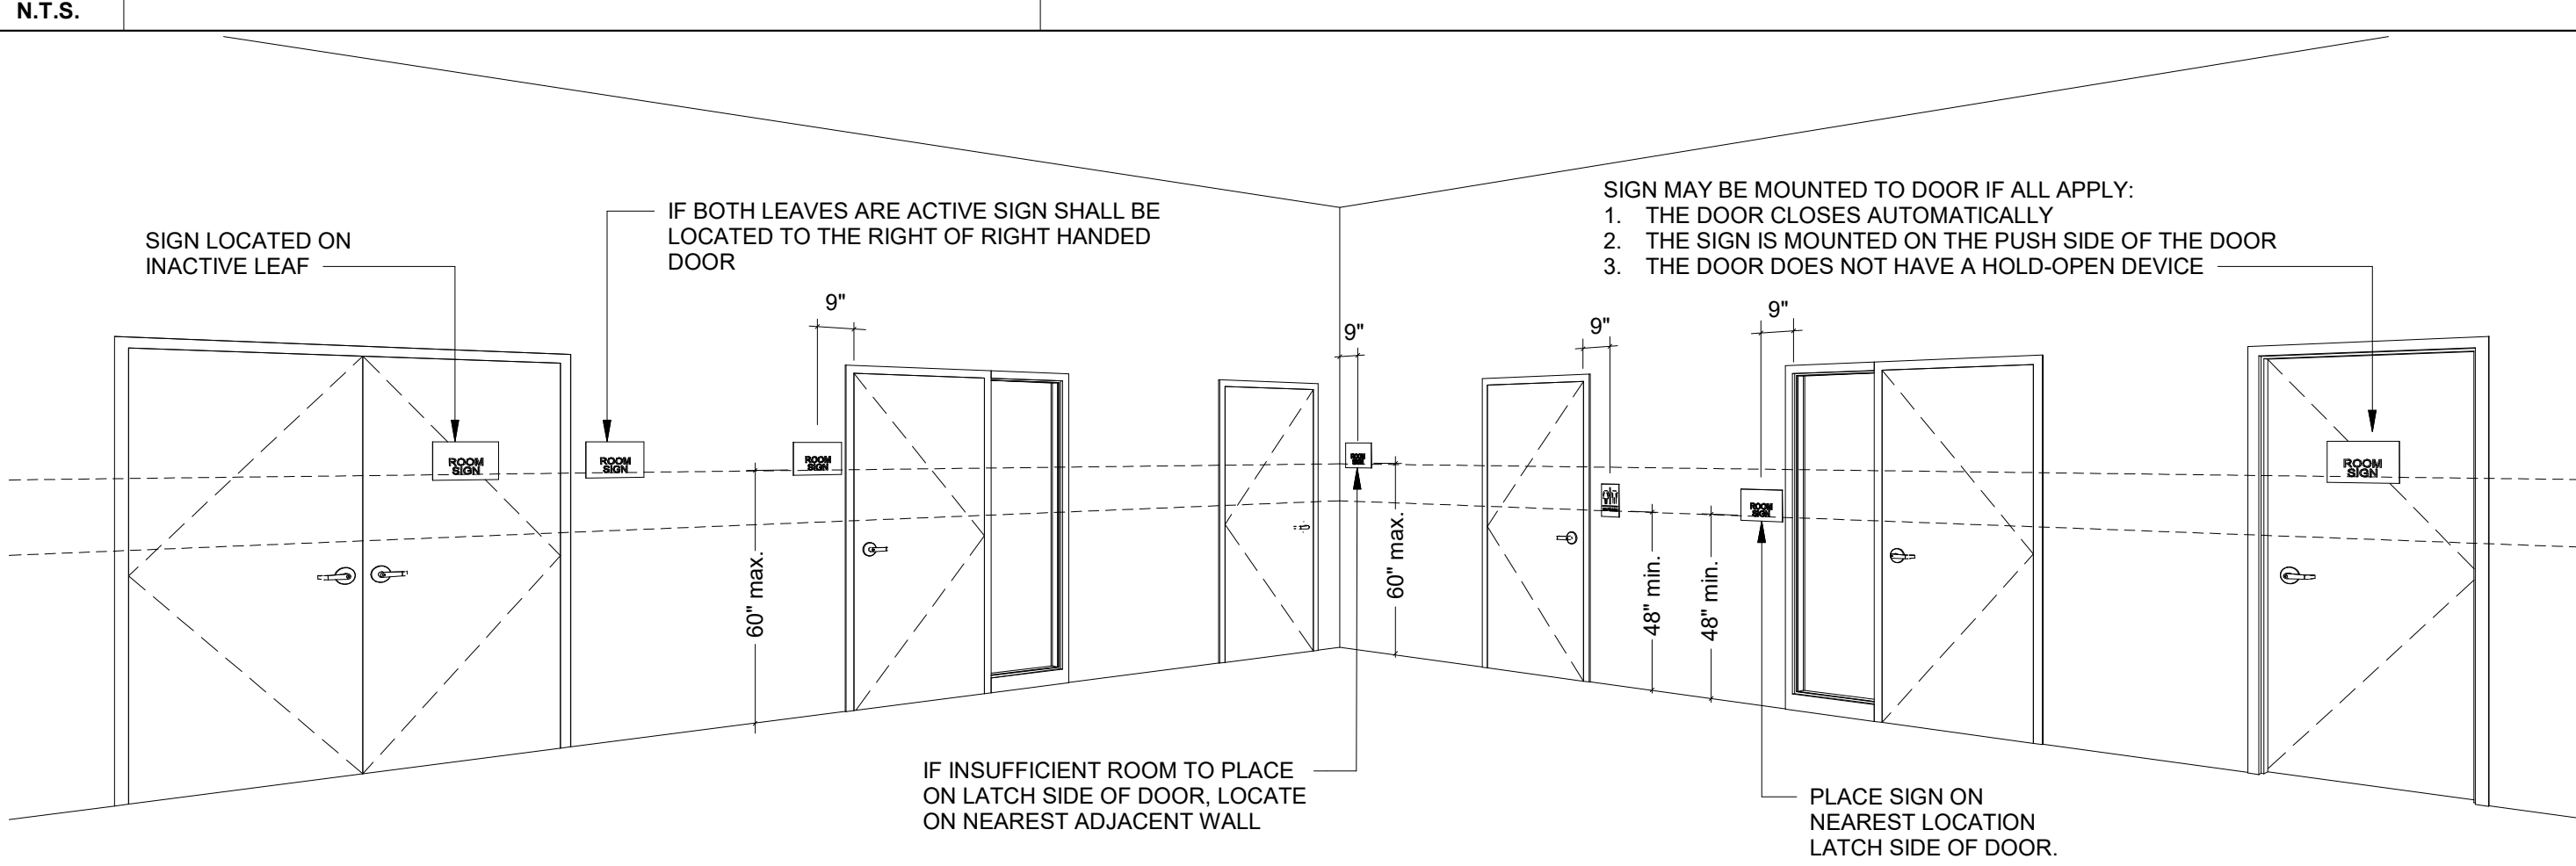 N.T.S.
SIGN LOCATED ON
INACTIVE LEAF
IF BOTH LEAVES ARE ACTIVE SIGN SHALL BE
LOCATED TO THE RIGHT OF RIGHT HANDED
DOOR
SIGN MAY BE MOUNTED TO DOOR IF ALL APPLY:
1. THE DOOR CLOSES AUTOMATICALLY
2. THE SIGN IS MOUNTED ON THE PUSH SIDE OF THE DOOR
3. THE DOOR DOES NOT HAVE A HOLD-OPEN DEVICE
9"
9"
9"
9"
ROOM
SIGN
ROOM
SIGN
ROOM
SIGN
ROOM
SIGN
ROOM
SIGN
ROOM
SIGN
60" max.
60" max.
48" min.
48" min.
IF INSUFFICIENT ROOM TO PLACE
ON LATCH SIDE OF DOOR, LOCATE
ON NEAREST ADJACENT WALL
PLACE SIGN ON
NEAREST LOCATION
LATCH SIDE OF DOOR.